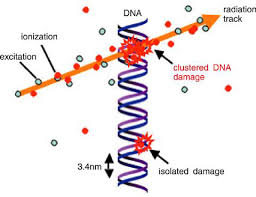 DNA
radiation
track
ionization
excitation
clustered DNA
damage
3.4nm
isolated damage